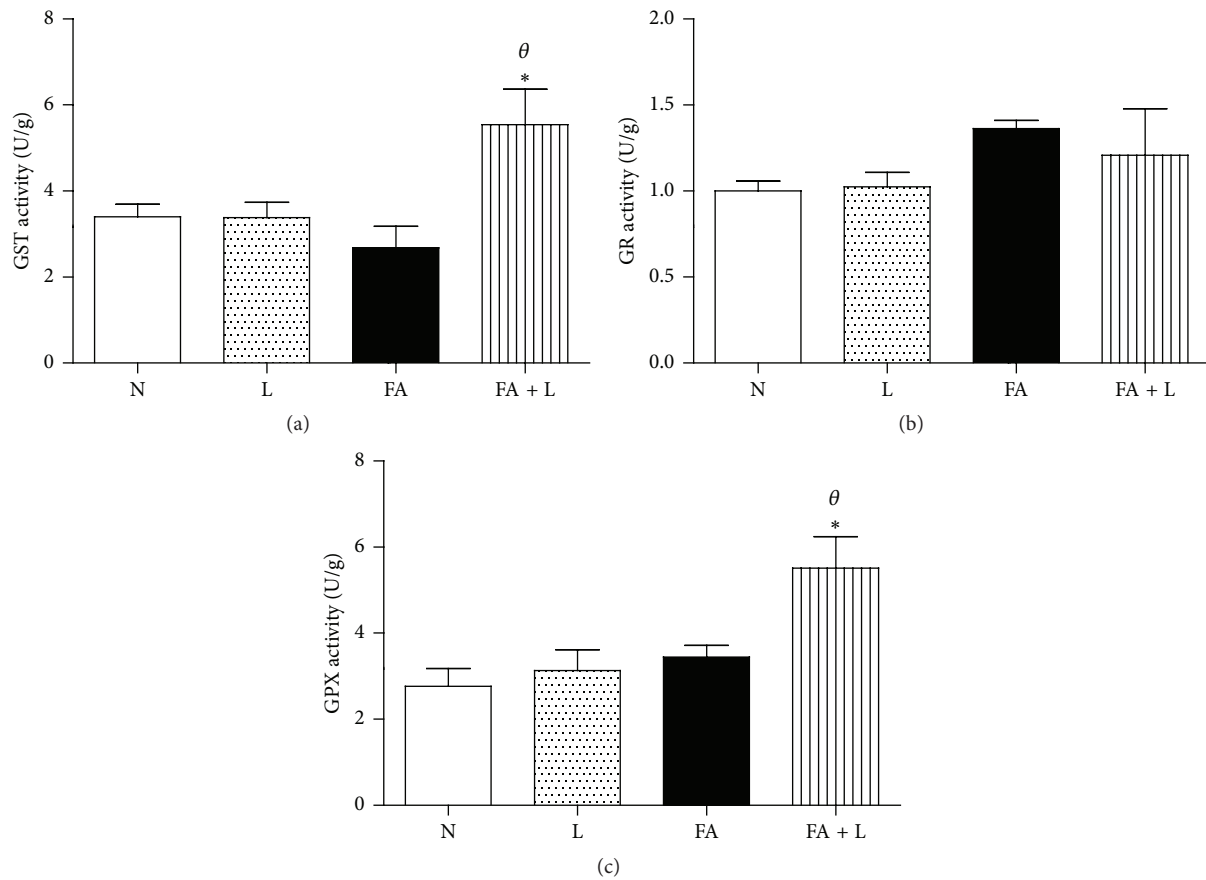 GST activity (U/g)
8
6
4
2
0
θ
*
N L FA FA + L
(a)
GR activity (U/g)
2.0
1.5
1.0
0.5
0.0
N L FA FA + L
(b)
GPX activity (U/g)
8
6
4
2
0
θ
*
N L FA FA + L
(c)